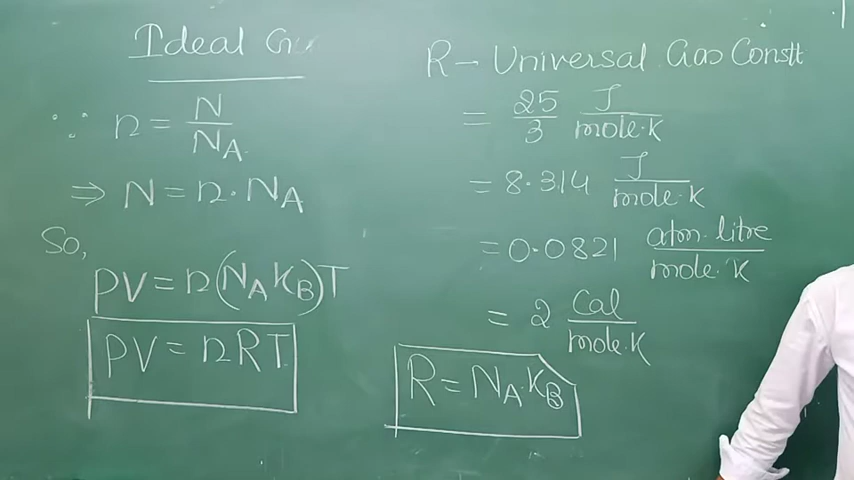 Ideal Gas
∵ n = N/N_A
⇒ N = n · N_A
So,
PV = n(N_A K_B)T
PV = nRT
R – Universal Gas Constt
= 25/3 J/mole·K
= 8.314 J/mole·K
= 0.0821 atm·litre/mole·K
= 2 Cal/mole·K
R = N_A·K_B